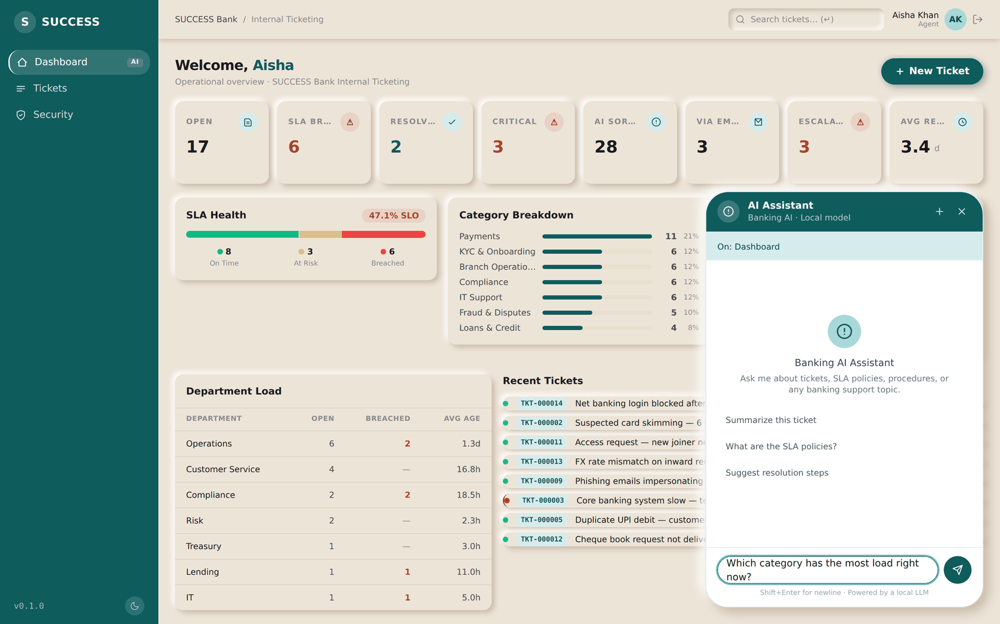 S SUCCESS
Dashboard AI
Tickets
Security
v0.1.0
SUCCESS Bank / Internal Ticketing
Search tickets... (↵)
Aisha Khan
Agent
AK
Welcome, Aisha
Operational overview · SUCCESS Bank Internal Ticketing
+ New Ticket
OPEN
17
SLA BR...
6
RESOLV...
2
CRITICAL
3
AI SOR...
28
VIA EM...
3
ESCALA...
3
AVG RE...
3.4 d
SLA Health
47.1% SLO
8
On Time
3
At Risk
6
Breached
Category Breakdown
Payments 11 21%
KYC & Onboarding 6 12%
Branch Operatio... 6 12%
Compliance 6 12%
IT Support 6 12%
Fraud & Disputes 5 10%
Loans & Credit 4 8%
Department Load
DEPARTMENT OPEN BREACHED AVG AGE
Operations 6 2 1.3d
Customer Service 4 — 16.8h
Compliance 2 2 18.5h
Risk 2 — 2.3h
Treasury 1 — 3.0h
Lending 1 1 11.0h
IT 1 1 5.0h
Recent Tickets
TKT-000014 Net banking login blocked after
TKT-000002 Suspected card skimming — 6
TKT-000011 Access request — new joiner
TKT-000013 FX rate mismatch on inward
TKT-000009 Phishing emails impersonating
TKT-000003 Core banking system slow —
TKT-000005 Duplicate UPI debit —
TKT-000012 Cheque book request not
AI Assistant
Banking AI · Local model
On: Dashboard
Banking AI Assistant
Ask me about tickets, SLA policies, procedures, or
any banking support topic.
Summarize this ticket
What are the SLA policies?
Suggest resolution steps
Which category has the most load right
now?
Shift+Enter for newline · Powered by a local LLM